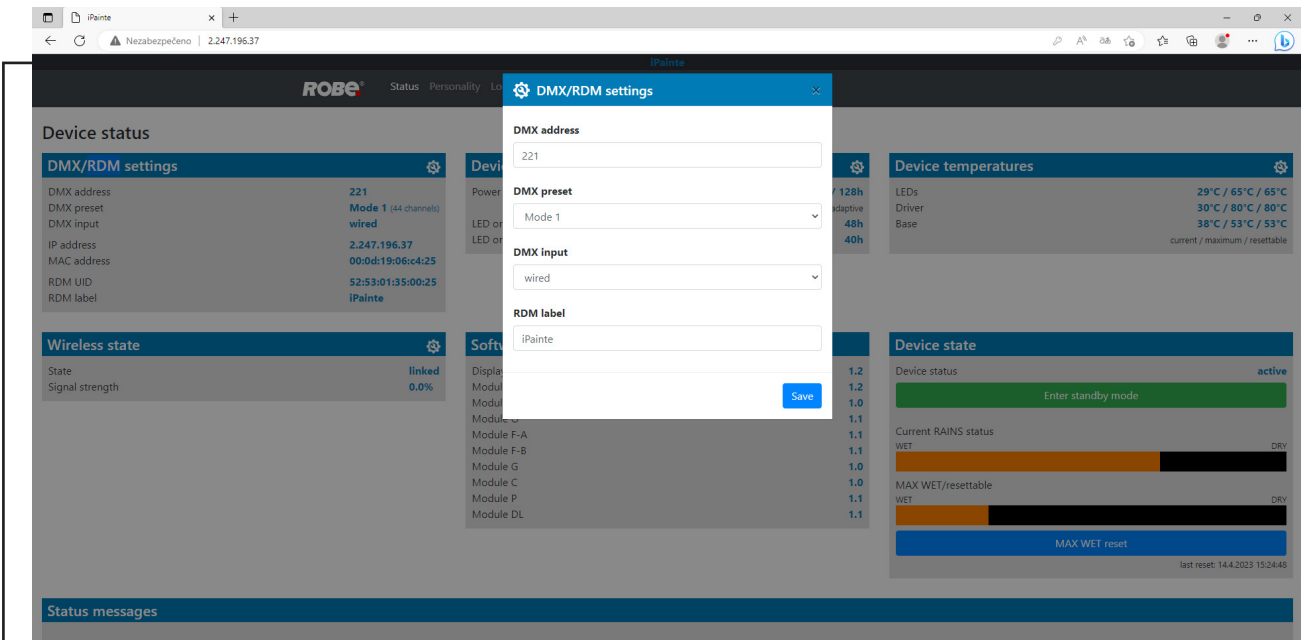 iPainte
Nezabezpečeno 2.247.196.37
iPainte
ROBE® Status Personality Lo
Device status
DMX/RDM settings
DMX address 221
DMX preset Mode 1 (44 channels)
DMX input wired
IP address 2.247.196.37
MAC address 00:0d:19:06:c4:25
RDM UID 52:53:01:35:00:25
RDM label iPainte
Devi
Power / 128h
adaptive
LED or 48h
LED or 40h
DMX/RDM settings ×
DMX address
221
DMX preset
Mode 1
DMX input
wired
RDM label
iPainte
Save
Device temperatures
LEDs 29°C / 65°C / 65°C
Driver 30°C / 80°C / 80°C
Base 38°C / 53°C / 53°C
current / maximum / resettable
Wireless state
State linked
Signal strength 0.0%
Softw
Display 1.2
Modul 1.2
Modul 1.0
Module 1.1
Module F-A 1.1
Module F-B 1.1
Module G 1.0
Module C 1.0
Module P 1.1
Module DL 1.1
Device state
Device status active
Enter standby mode
Current RAINS status
WET DRY
MAX WET/resettable
WET DRY
MAX WET reset
last reset: 14.4.2023 15:24:48
Status messages